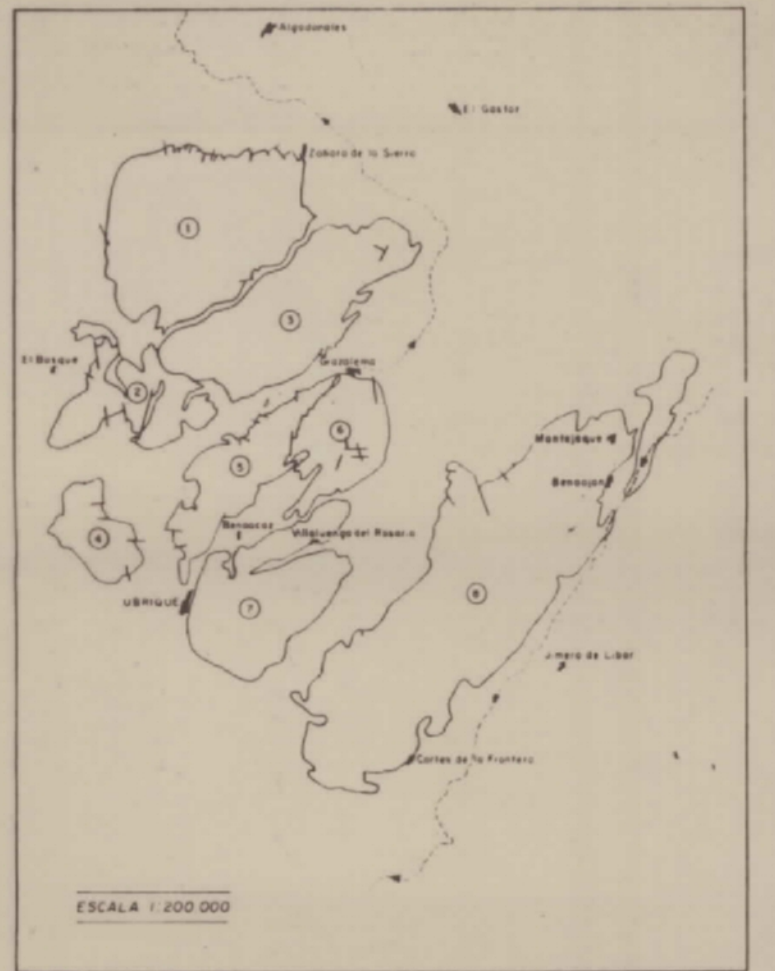 Algodonales
El Gastor
Zahara de la Sierra
1
3
El Bosque
Grazalema
2
6
Montejaque
5
Benaojan
4
Benaocaz
Villaluenga del Rosario
8
UBRIQUE
7
Jimera de Libar
Cortes de la Frontera
ESCALA 1:200.000